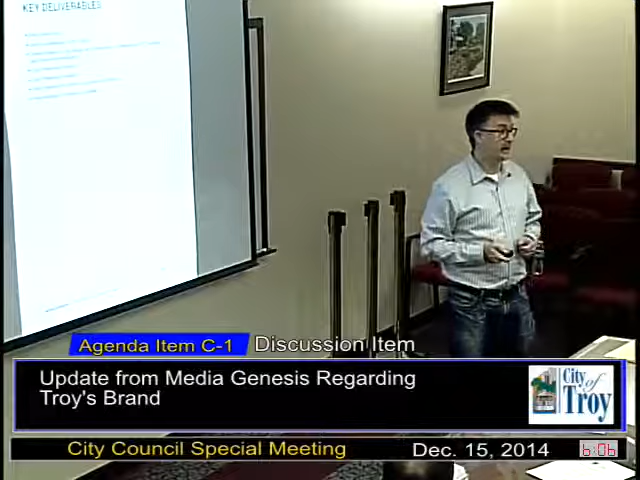 KEY DELIVERABLES
Agenda Item C-1 Discussion Item
Update from Media Genesis Regarding
Troy's Brand
City
of
Troy
City Council Special Meeting Dec. 15, 2014 6:06